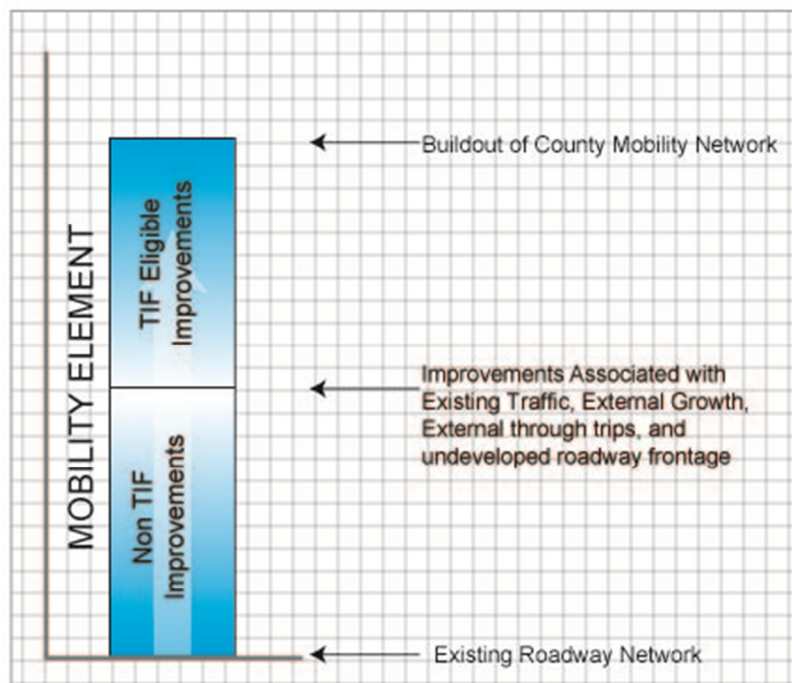 MOBILITY ELEMENT
TIF Eligible
Improvements
Non TIF
Improvements
Buildout of County Mobility Network
Improvements Associated with
Existing Traffic, External Growth,
External through trips, and
undeveloped roadway frontage
Existing Roadway Network